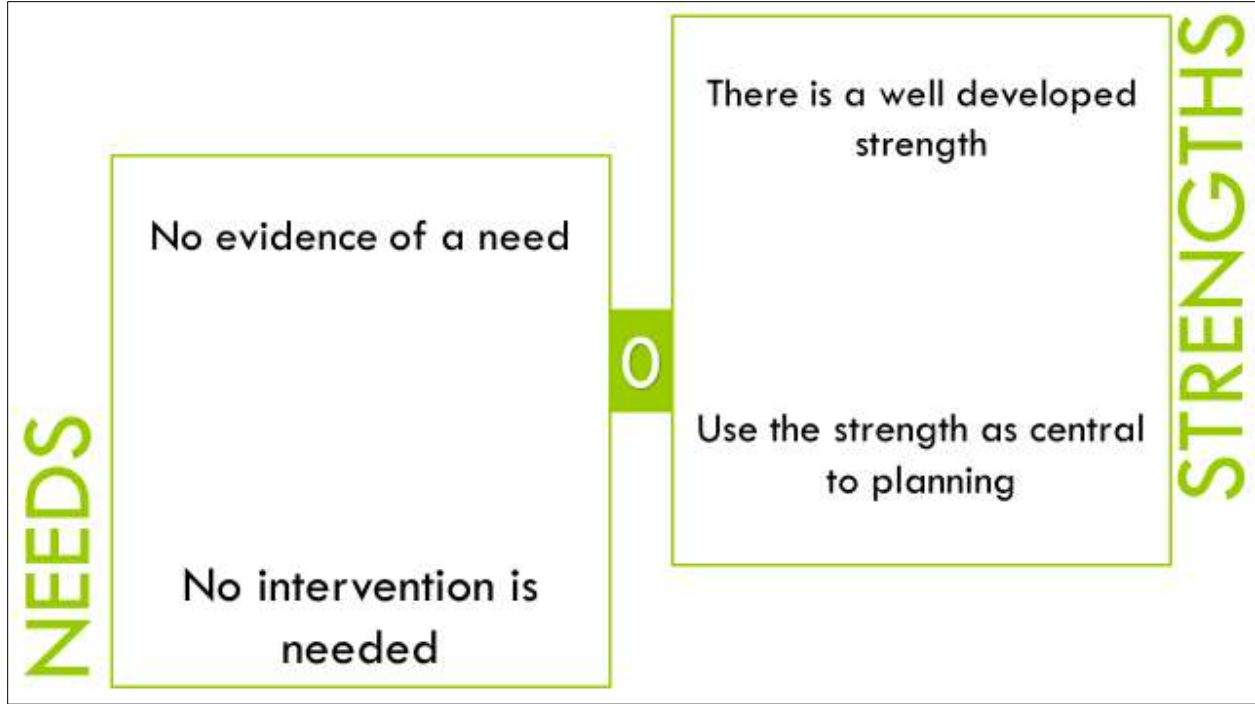 NEEDS
No evidence of a need
No intervention is
needed
0
There is a well developed
strength
Use the strength as central
to planning
STRENGTHS